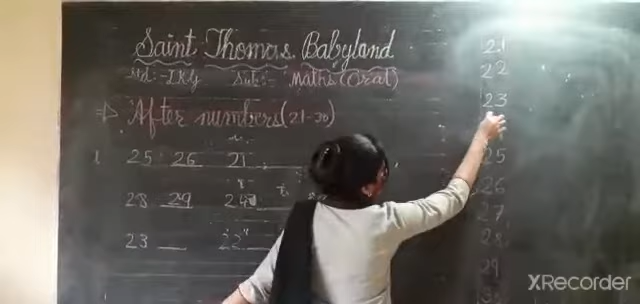 Saint Thomas Babyland
Std:- LKG Sub:- Maths (Oral)
⇒ After numbers (21-30)
1 25 26 21
28 29 24
23 __ 22
21
22
23
25
26
27
28
29
XRecorder